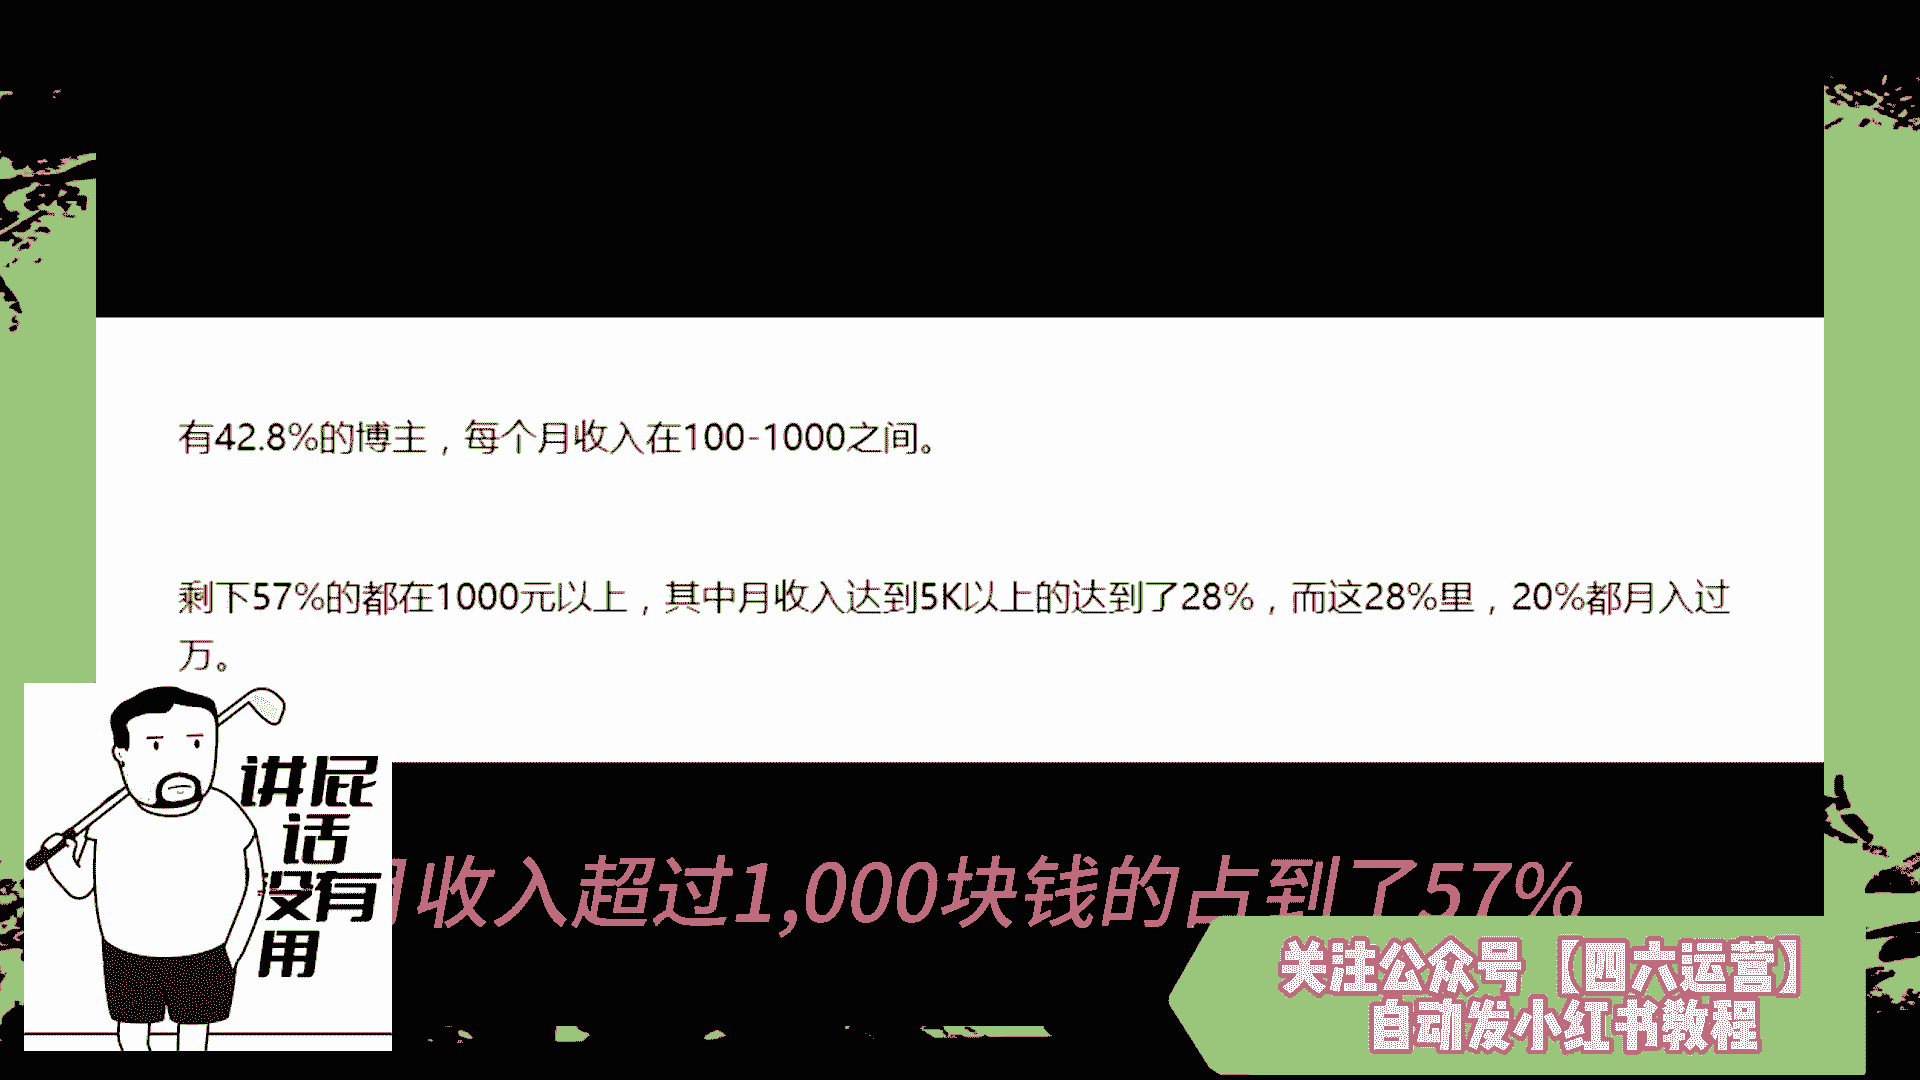 有42.8%的博主，每个月收入在100-1000之间。
剩下57%的都在1000元以上，其中月收入达到5K以上的达到了28%，而这28%里，20%都月入过
万。
讲屁
话
没有
用
月收入超过1,000块钱的占到了57%
关注公众号【四六运营】
自动发小红书教程